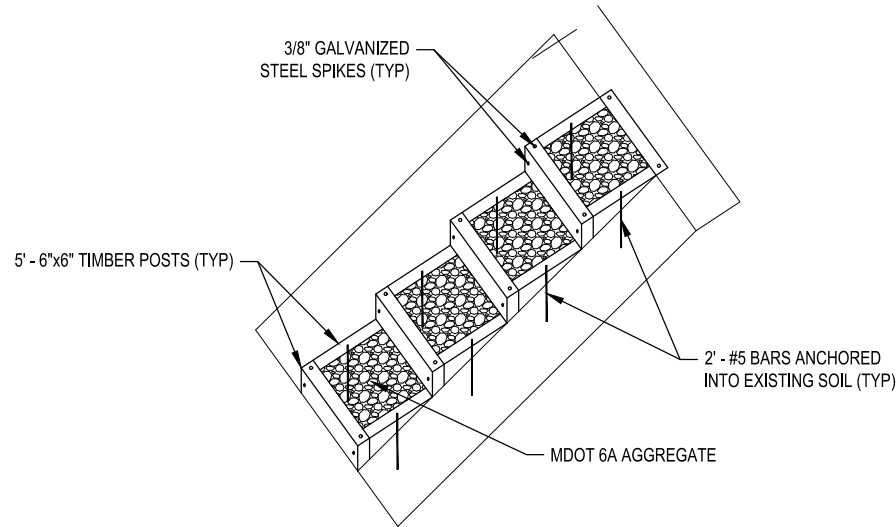 3/8" GALVANIZED
STEEL SPIKES (TYP)
5' - 6"x6" TIMBER POSTS (TYP)
2' - #5 BARS ANCHORED
INTO EXISTING SOIL (TYP)
MDOT 6A AGGREGATE